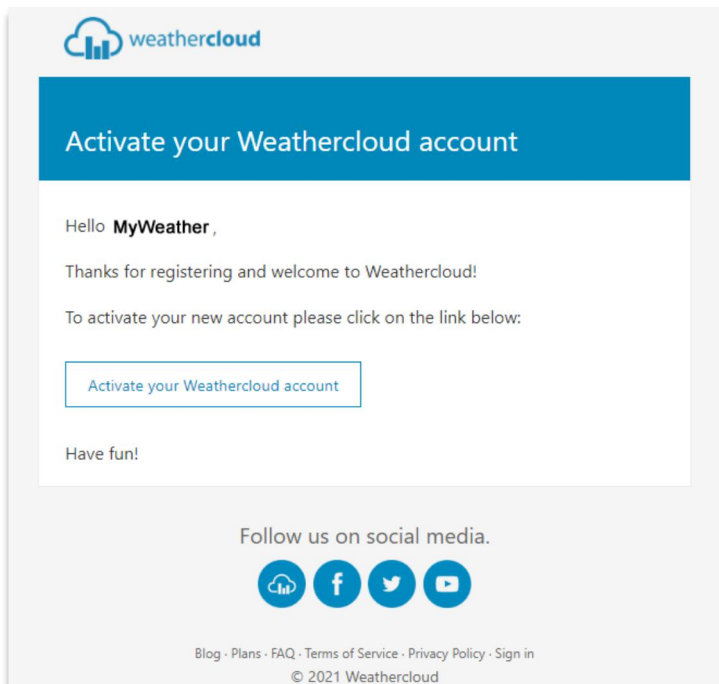 weathercloud
Activate your Weathercloud account
Hello MyWeather ,
Thanks for registering and welcome to Weathercloud!
To activate your new account please click on the link below:
Activate your Weathercloud account
Have fun!
Follow us on social media.
f
Blog · Plans · FAQ · Terms of Service · Privacy Policy · Sign in
© 2021 Weathercloud